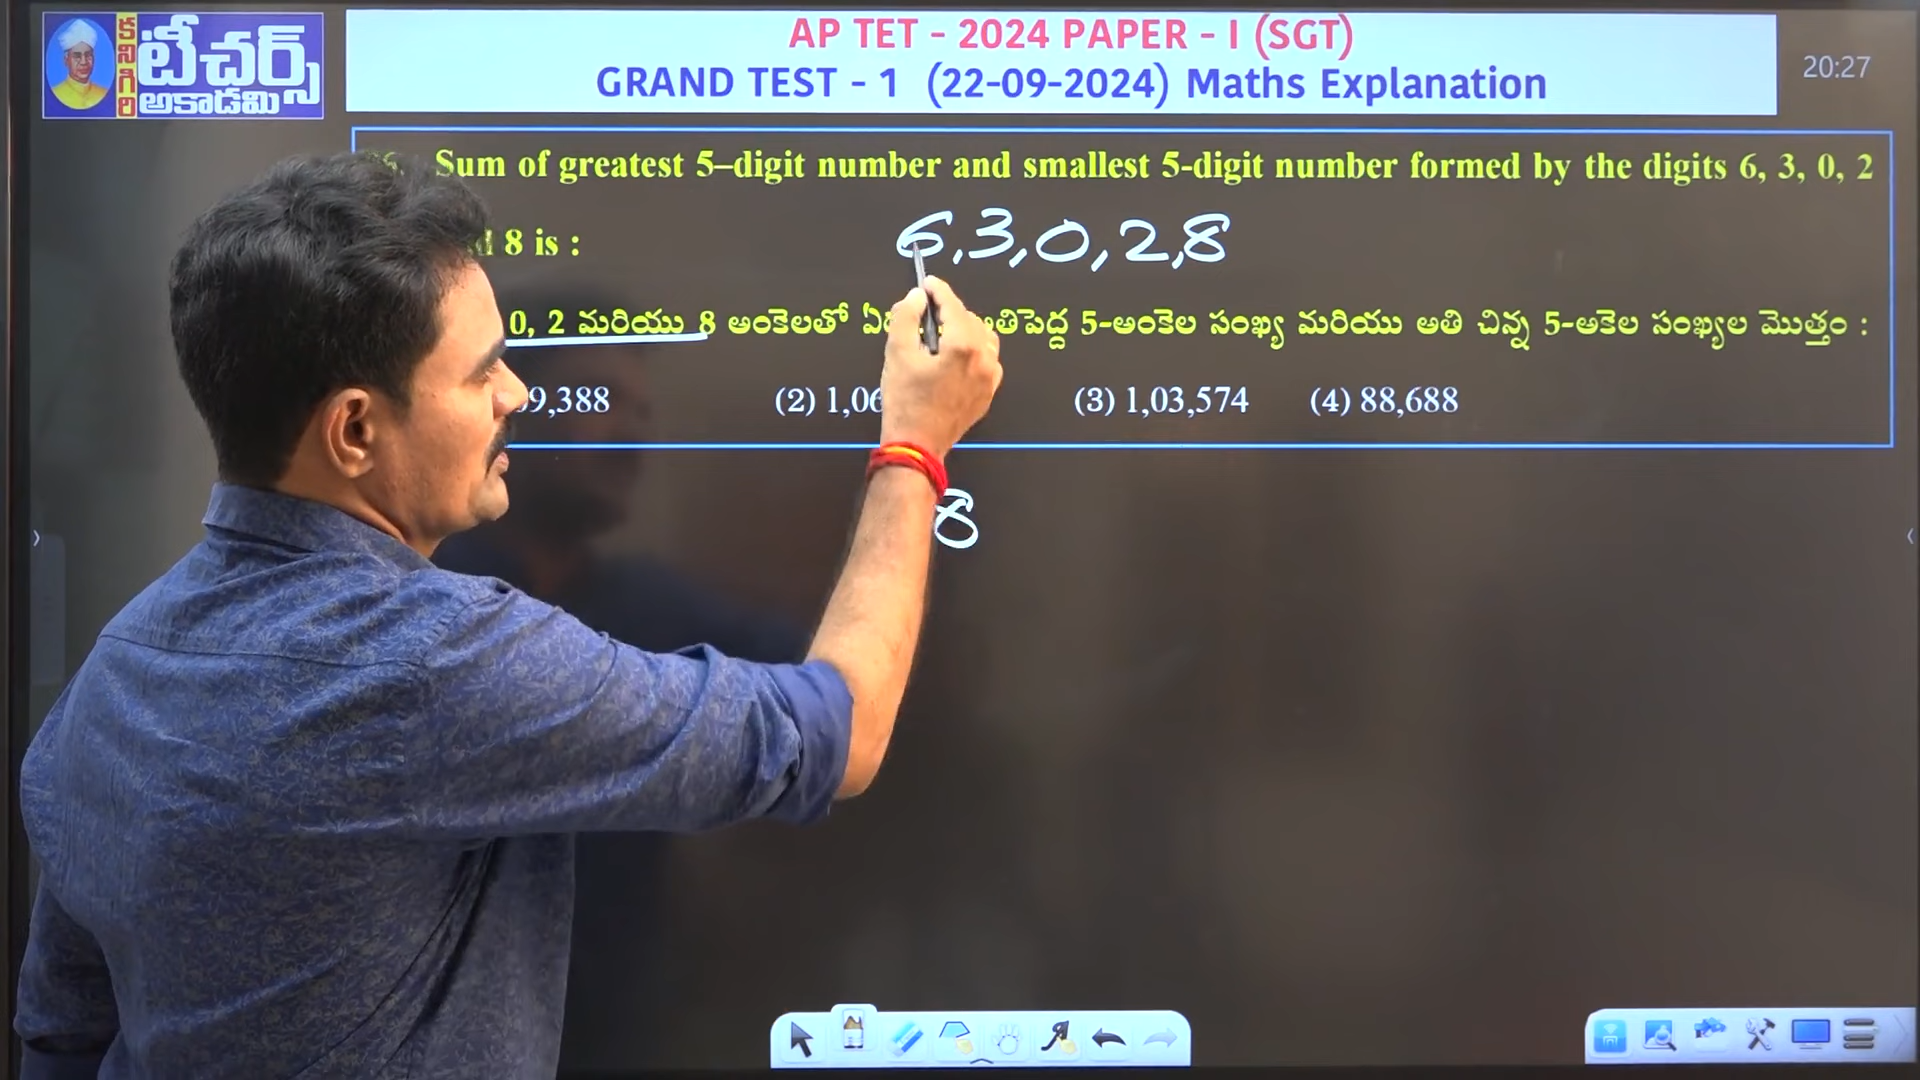 కనిగిరి
టీచర్స్
అకాడమి
AP TET - 2024 PAPER - I (SGT)
GRAND TEST - 1 (22-09-2024) Maths Explanation
20:27
Sum of greatest 5–digit number and smallest 5-digit number formed by the digits 6, 3, 0, 2
8 is :
6,3,0,2,8
0, 2 మరియు 8 అంకెలతో 5-అంకెల సంఖ్య మరియు అతి చిన్న 5-అకెల సంఖ్యల మొత్తం :
9,388 (2) 1,06 (3) 1,03,574 (4) 88,688
8